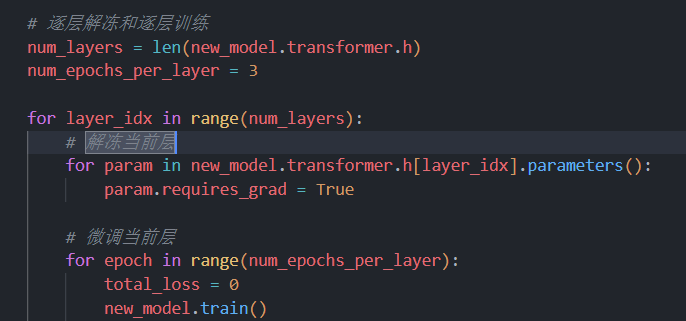 # 逐层解冻和逐层训练
num_layers = len(new_model.transformer.h)
num_epochs_per_layer = 3
for layer_idx in range(num_layers):
# 解冻当前层
for param in new_model.transformer.h[layer_idx].parameters():
param.requires_grad = True
# 微调当前层
for epoch in range(num_epochs_per_layer):
total_loss = 0
new_model.train()